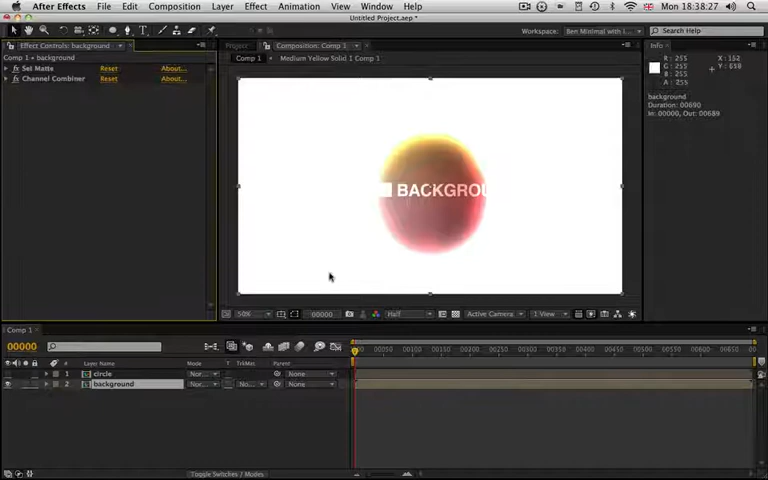 After Effects File Edit Composition Layer Effect Animation View Window Help Mon 18:38:27
Untitled Project.aep *
Workspace: Ben Minimal with i... Search Help
Effect Controls: background Project Composition: Comp 1 Info
Comp 1 • background Comp 1 Medium Yellow Solid 1 Comp 1
fx Set Matte Reset About...
fx Channel Combiner Reset About...
R: 255 X: 152
G: 255 Y: 658
B: 255
A: 255
background
Duration: 00690
In: 00000, Out: 00689
BACKGROU
50% 00000 Half Active Camera 1 View
Comp 1
00000
00050 00100 00150 00200 00250 00300 00350 00400 00450 00500 00550 00600 00650
# Layer Name Mode T TrkMat Parent
1 circle Nor... None
2 background Nor... No... None
Toggle Switches / Modes